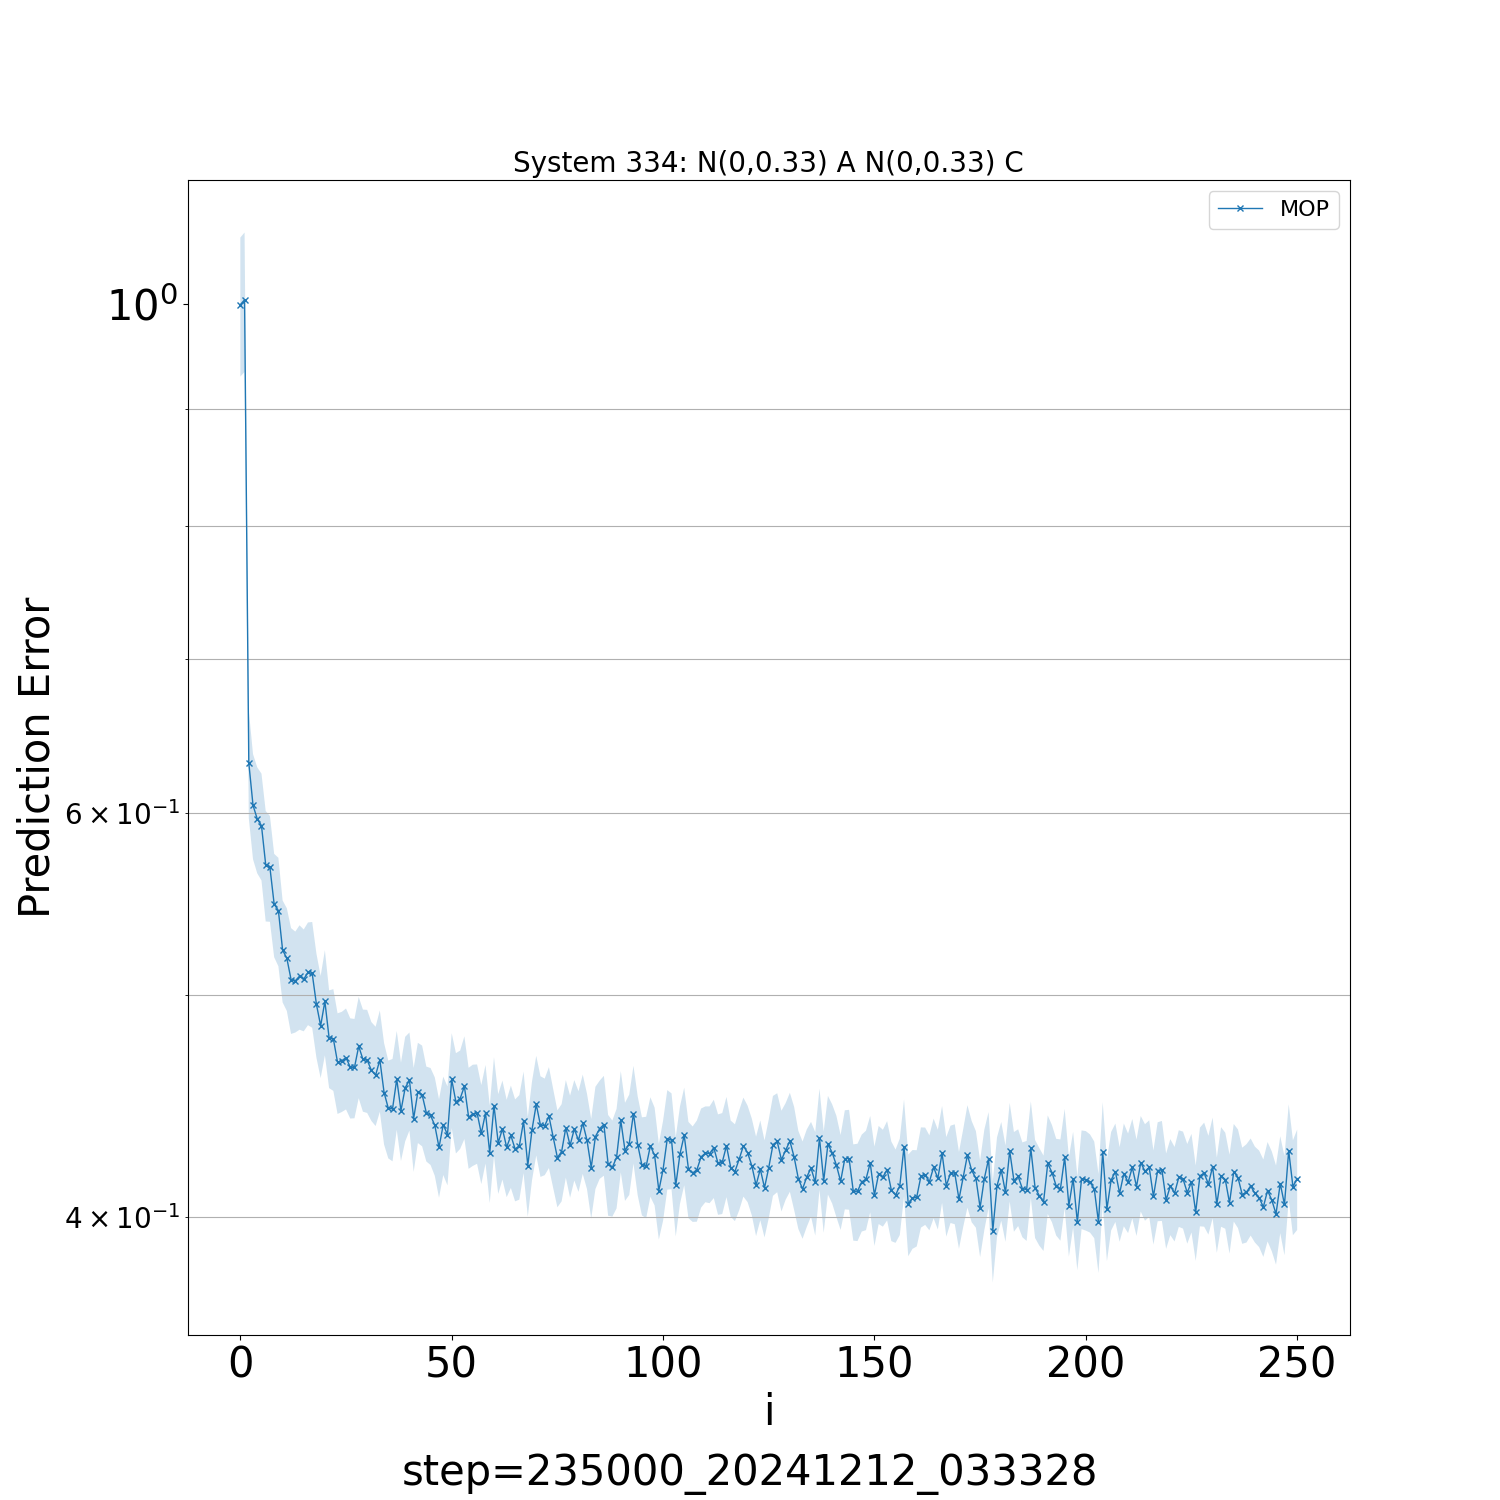 System 334: N(0,0.33) A N(0,0.33) C
MOP
10⁰
6 × 10⁻¹
4 × 10⁻¹
Prediction Error
0 50 100 150 200 250
i
step=235000_20241212_033328